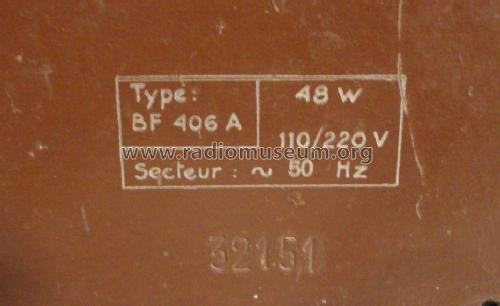 Type: 48 W
BF 406 A 110/220 V
www.radiomuseum.org
Secteur: ~ 50 Hz
32151